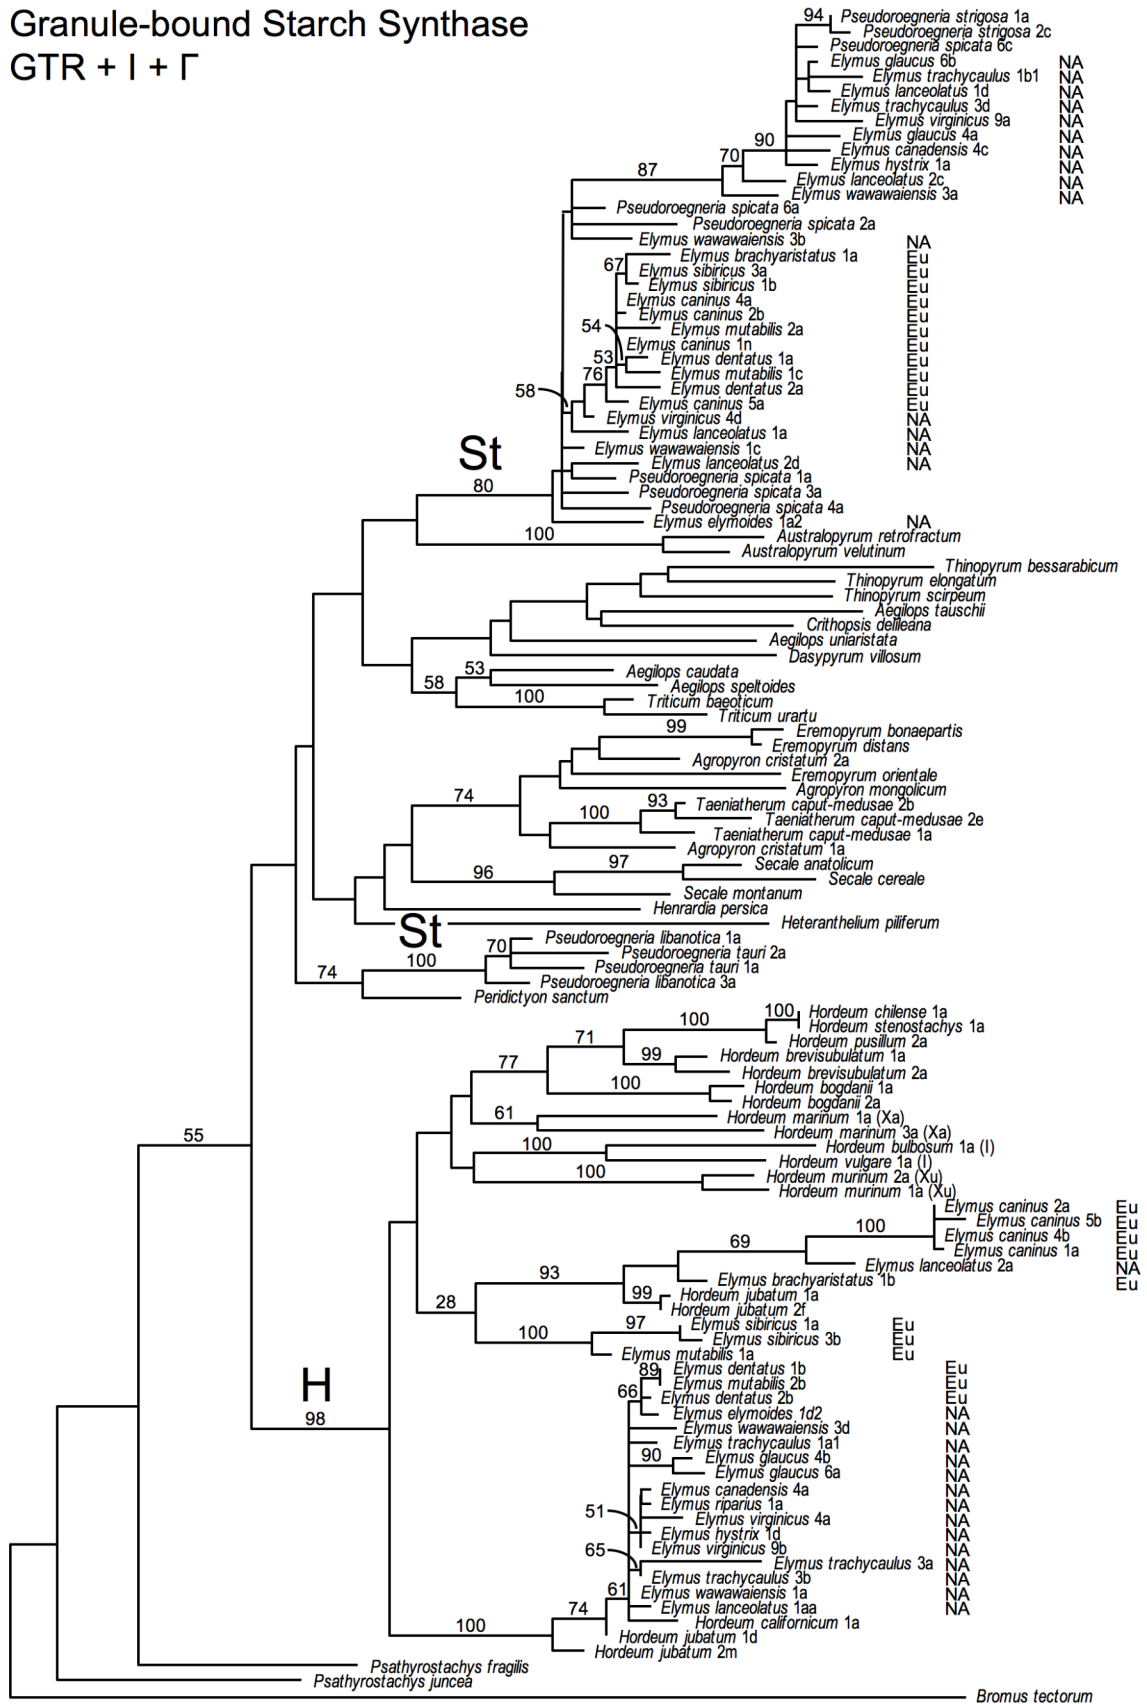 Granule-bound Starch Synthase
GTR + I + Γ
94 Pseudoroegneria strigosa 1a
Pseudoroegneria strigosa 2c
Pseudoroegneria spicata 6c
Elymus glaucus 6b NA
Elymus trachycaulus 1b1 NA
Elymus lanceolatus 1d NA
Elymus trachycaulus 3d NA
Elymus virginicus 9a NA
Elymus glaucus 4a NA
90 Elymus canadensis 4c NA
70 Elymus hystrix 1a NA
87 Elymus lanceolatus 2c NA
Elymus wawawaiensis 3a NA
Pseudoroegneria spicata 6a
Pseudoroegneria spicata 2a
Elymus wawawaiensis 3b NA
Elymus brachyaristatus 1a Eu
67 Elymus sibiricus 3a Eu
Elymus sibiricus 1b Eu
Elymus caninus 4a Eu
Elymus caninus 2b Eu
54 Elymus mutabilis 2a Eu
Elymus caninus 1n Eu
53 Elymus dentatus 1a Eu
76 Elymus mutabilis 1c Eu
58 Elymus dentatus 2a Eu
Elymus caninus 5a Eu
Elymus virginicus 4d NA
Elymus lanceolatus 1a NA
St Elymus wawawaiensis 1c NA
Elymus lanceolatus 2d NA
Pseudoroegneria spicata 1a
80 Pseudoroegneria spicata 3a
Pseudoroegneria spicata 4a
Elymus elymoides 1a2 NA
100 Australopyrum retrofractum
Australopyrum velutinum
Thinopyrum bessarabicum
Thinopyrum elongatum
Thinopyrum scirpeum
Aegilops tauschii
Crithopsis delileana
Aegilops uniaristata
Dasypyrum villosum
53 Aegilops caudata
58 Aegilops speltoides
100 Triticum baeoticum
Triticum urartu
99 Eremopyrum bonaepartis
Eremopyrum distans
Agropyron cristatum 2a
Eremopyrum orientale
Agropyron mongolicum
74 93 Taeniatherum caput-medusae 2b
100 Taeniatherum caput-medusae 2e
Taeniatherum caput-medusae 1a
Agropyron cristatum 1a
97 Secale anatolicum
96 Secale cereale
Secale montanum
Henrardia persica
St Heteranthelium piliferum
70 Pseudoroegneria libanotica 1a
Pseudoroegneria tauri 2a
100 Pseudoroegneria tauri 1a
74 Pseudoroegneria libanotica 3a
Peridictyon sanctum
100 Hordeum chilense 1a
100 Hordeum stenostachys 1a
71 Hordeum pusillum 2a
99 Hordeum brevisubulatum 1a
77 Hordeum brevisubulatum 2a
100 Hordeum bogdanii 1a
Hordeum bogdanii 2a
61 Hordeum marinum 1a (Xa)
Hordeum marinum 3a (Xa)
55 100 Hordeum bulbosum 1a (I)
Hordeum vulgare 1a (I)
100 Hordeum murinum 2a (Xu)
Hordeum murinum 1a (Xu)
Elymus caninus 2a Eu
100 Elymus caninus 5b Eu
Elymus caninus 4b Eu
69 Elymus caninus 1a Eu
Elymus lanceolatus 2a NA
93 Elymus brachyaristatus 1b Eu
99 Hordeum jubatum 1a
28 Hordeum jubatum 2f
97 Elymus sibiricus 1a Eu
100 Elymus sibiricus 3b Eu
Elymus mutabilis 1a Eu
H 89 Elymus dentatus 1b Eu
66 Elymus mutabilis 2b Eu
Elymus dentatus 2b Eu
98 Elymus elymoides 1d2 NA
Elymus wawawaiensis 3d NA
Elymus trachycaulus 1a1 NA
90 Elymus glaucus 4b NA
Elymus glaucus 6a NA
Elymus canadensis 4a NA
51 Elymus riparius 1a NA
Elymus virginicus 4a NA
Elymus hystrix 1d NA
65 Elymus virginicus 9b NA
Elymus trachycaulus 3a NA
Elymus trachycaulus 3b NA
61 Elymus wawawaiensis 1a NA
74 Elymus lanceolatus 1aa NA
100 Hordeum californicum 1a
Hordeum jubatum 1d
Hordeum jubatum 2m
Psathyrostachys fragilis
Psathyrostachys juncea
Bromus tectorum